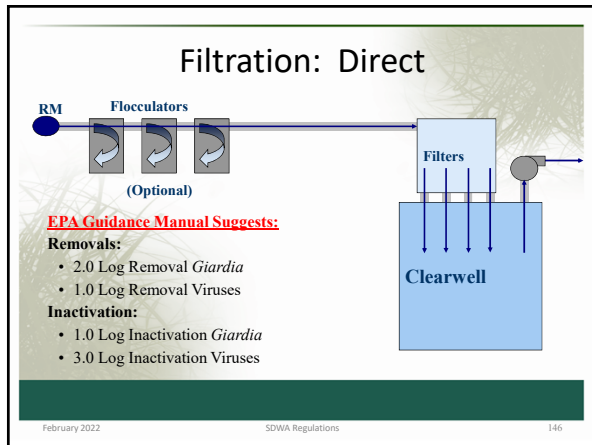 Filtration: Direct
RM
Flocculators
(Optional)
Filters
Clearwell
EPA Guidance Manual Suggests:
Removals:
• 2.0 Log Removal Giardia
• 1.0 Log Removal Viruses
Inactivation:
• 1.0 Log Inactivation Giardia
• 3.0 Log Inactivation Viruses
February 2022
SDWA Regulations
146